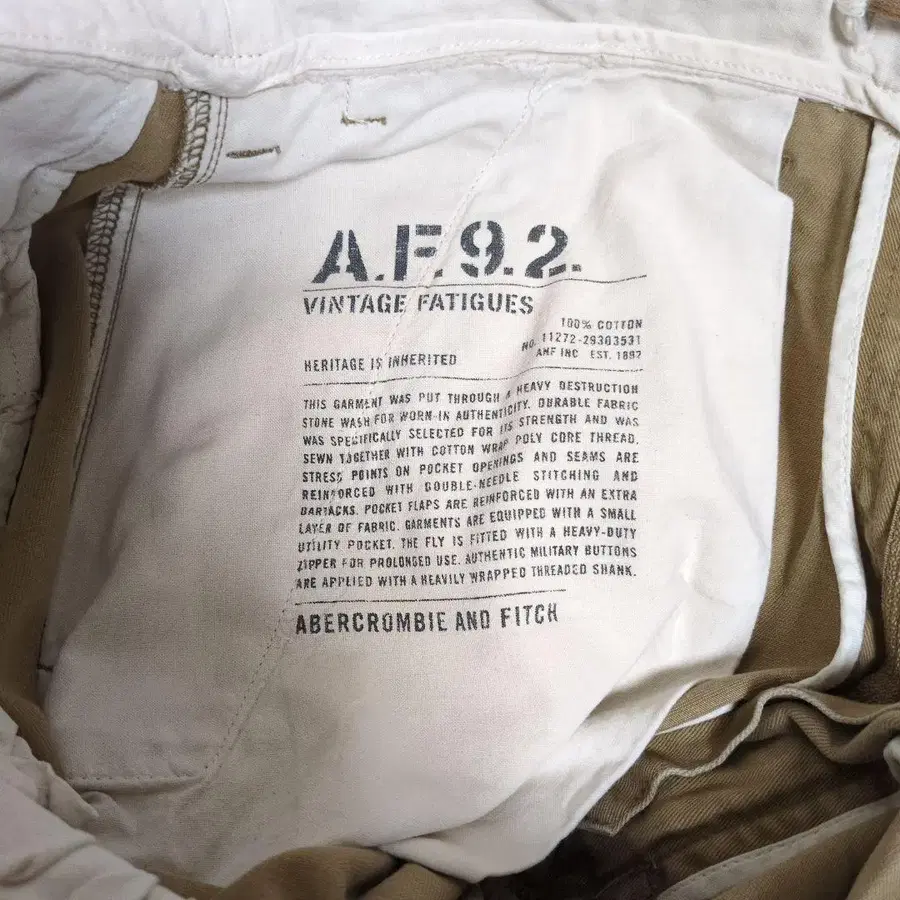 A.F.9.2.
VINTAGE FATIGUES
100% COTTON
NO. 11272-29303531
HERITAGE IS INHERITED
ANF INC EST. 1892
THIS GARMENT WAS PUT THROUGH A HEAVY DESTRUCTION
STONE WASH FOR WORN-IN AUTHENTICITY. DURABLE FABRIC
WAS SPECIFICALLY SELECTED FOR ITS STRENGTH AND WAS
SEWN TOGETHER WITH COTTON WRAP POLY CORE THREAD.
STRESS POINTS ON POCKET OPENINGS AND SEAMS ARE
REINFORCED WITH DOUBLE-NEEDLE STITCHING AND
BARTACKS. POCKET FLAPS ARE REINFORCED WITH AN EXTRA
LAYER OF FABRIC. GARMENTS ARE EQUIPPED WITH A SMALL
UTILITY POCKET. THE FLY IS FITTED WITH A HEAVY-DUTY
ZIPPER FOR PROLONGED USE. AUTHENTIC MILITARY BUTTONS
ARE APPLIED WITH A HEAVILY WRAPPED THREADED SHANK.
ABERCROMBIE AND FITCH